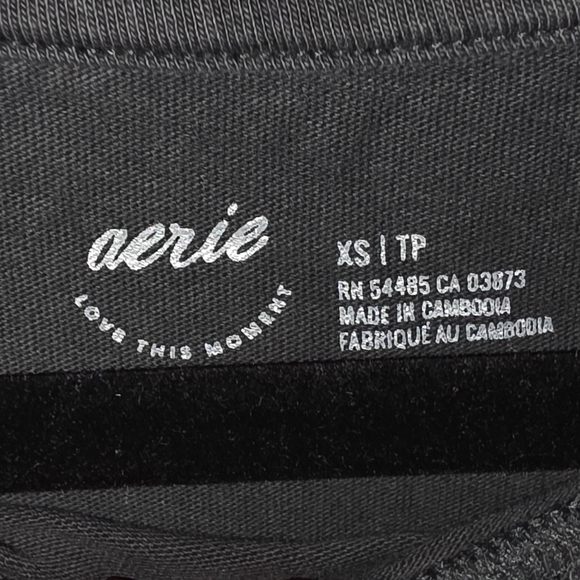 aerie
LOVE THIS MOMENT
XS | TP
RN 54485 CA 03873
MADE IN CAMBODIA
FABRIQUÉ AU CAMBODIA